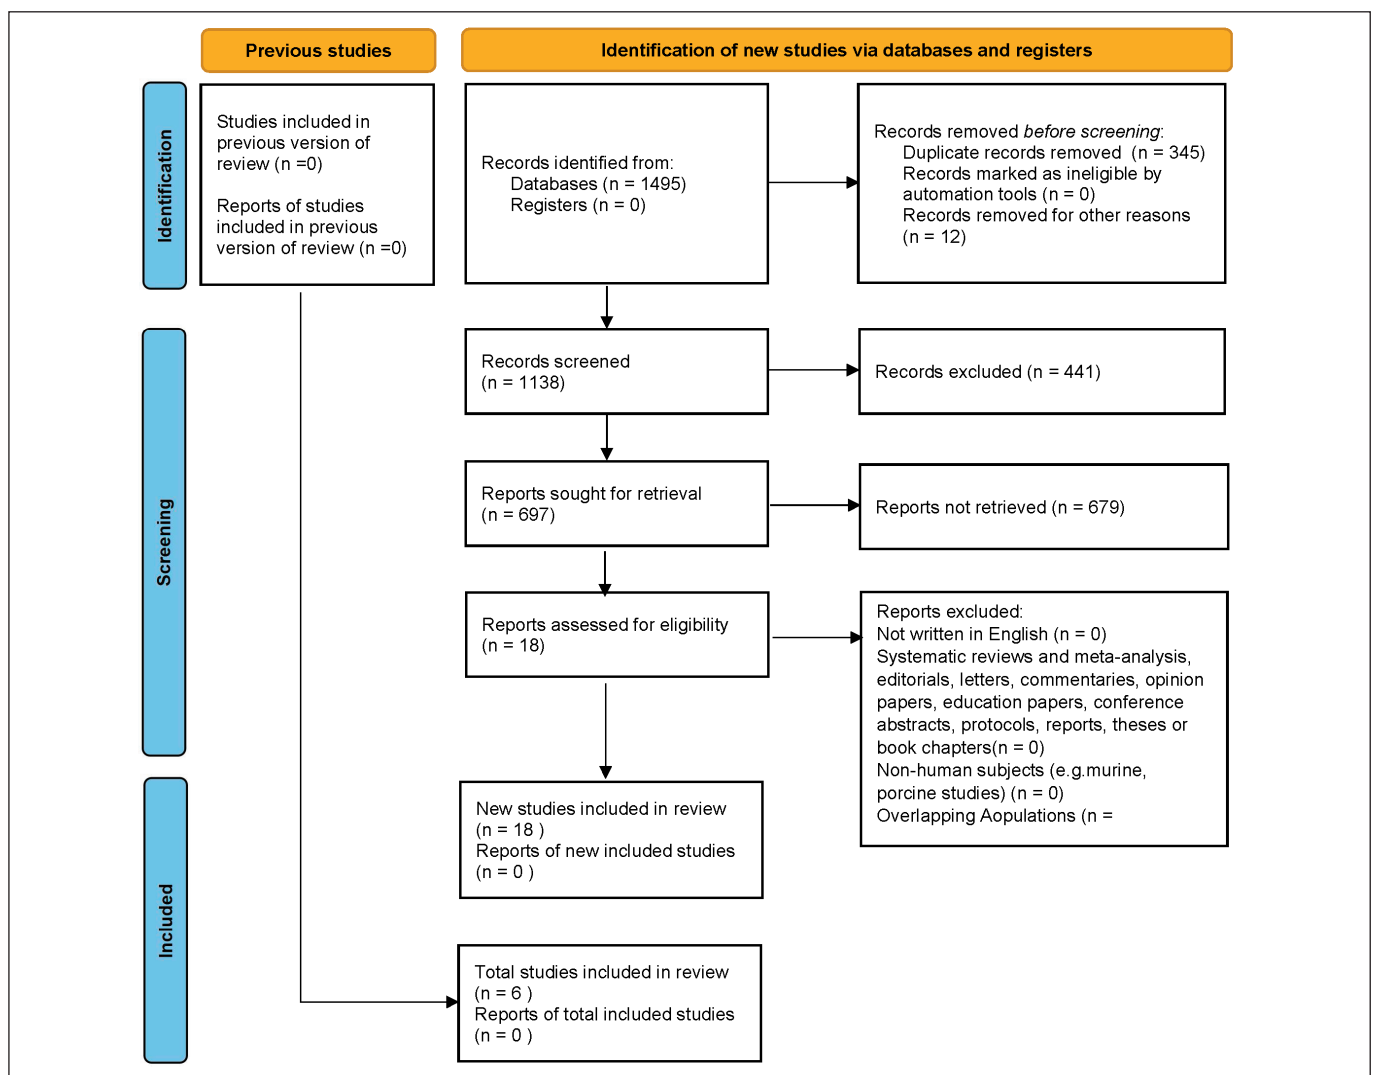 Previous studies
Identification of new studies via databases and registers
Identification
Studies included in
previous version of
review (n =0)
Reports of studies
included in previous
version of review (n =0)
Records identified from:
Databases (n = 1495)
Registers (n = 0)
Records removed before screening:
Duplicate records removed (n = 345)
Records marked as ineligible by
automation tools (n = 0)
Records removed for other reasons
(n = 12)
Screening
Records screened
(n = 1138)
Records excluded (n = 441)
Reports sought for retrieval
(n = 697)
Reports not retrieved (n = 679)
Reports assessed for eligibility
(n = 18)
Reports excluded:
Not written in English (n = 0)
Systematic reviews and meta-analysis,
editorials, letters, commentaries, opinion
papers, education papers, conference
abstracts, protocols, reports, theses or
book chapters(n = 0)
Non-human subjects (e.g.murine,
porcine studies) (n = 0)
Overlapping Aopulations (n =
Included
New studies included in review
(n = 18 )
Reports of new included studies
(n = 0 )
Total studies included in review
(n = 6 )
Reports of total included studies
(n = 0 )